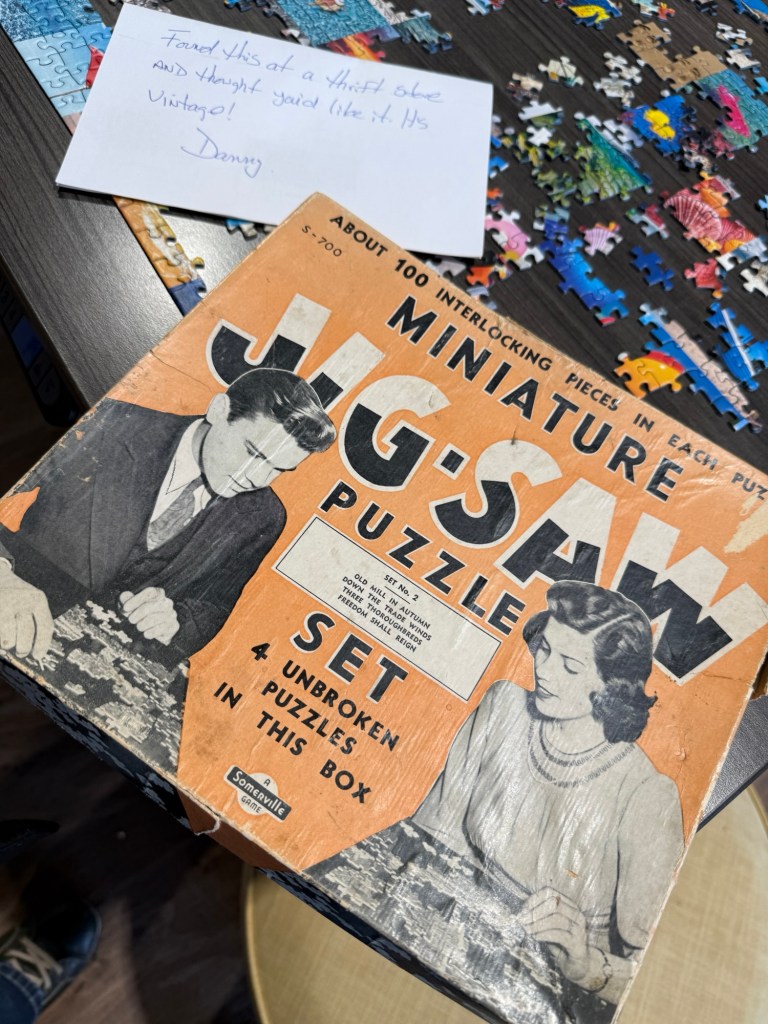 Found this at a thrift store
AND thought you'd like it. Its
Vintage!
Danny
ABOUT 100 INTERLOCKING PIECES IN EACH PUZ
S-700
MINIATURE
JIG-SAW
PUZZLE
SET No. 2
OLD MILL IN AUTUMN
DOWN THE TRADE WINDS
THREE THOROUGHBREDS
FREEDOM SHALL REIGN
SET
4 UNBROKEN
PUZZLES
IN THIS BOX
A
SOMERVILLE
GAME